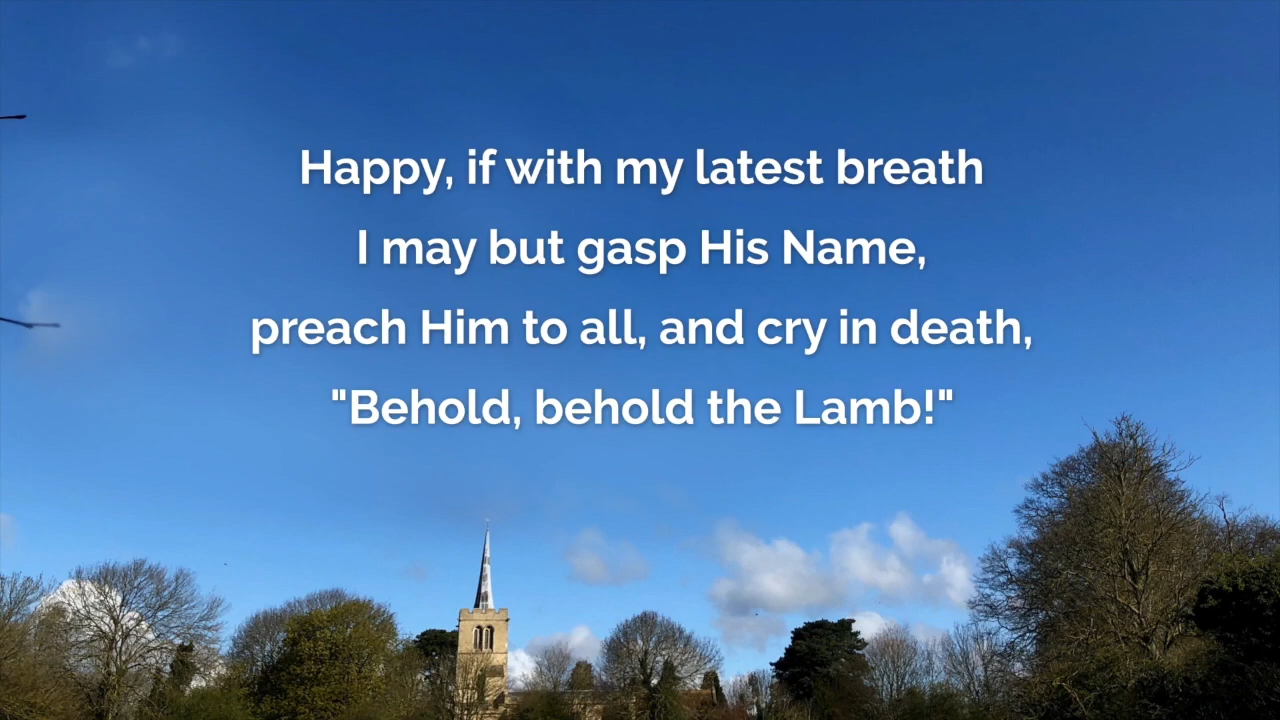 Happy, if with my latest breath
I may but gasp His Name,
preach Him to all, and cry in death,
"Behold, behold the Lamb!"